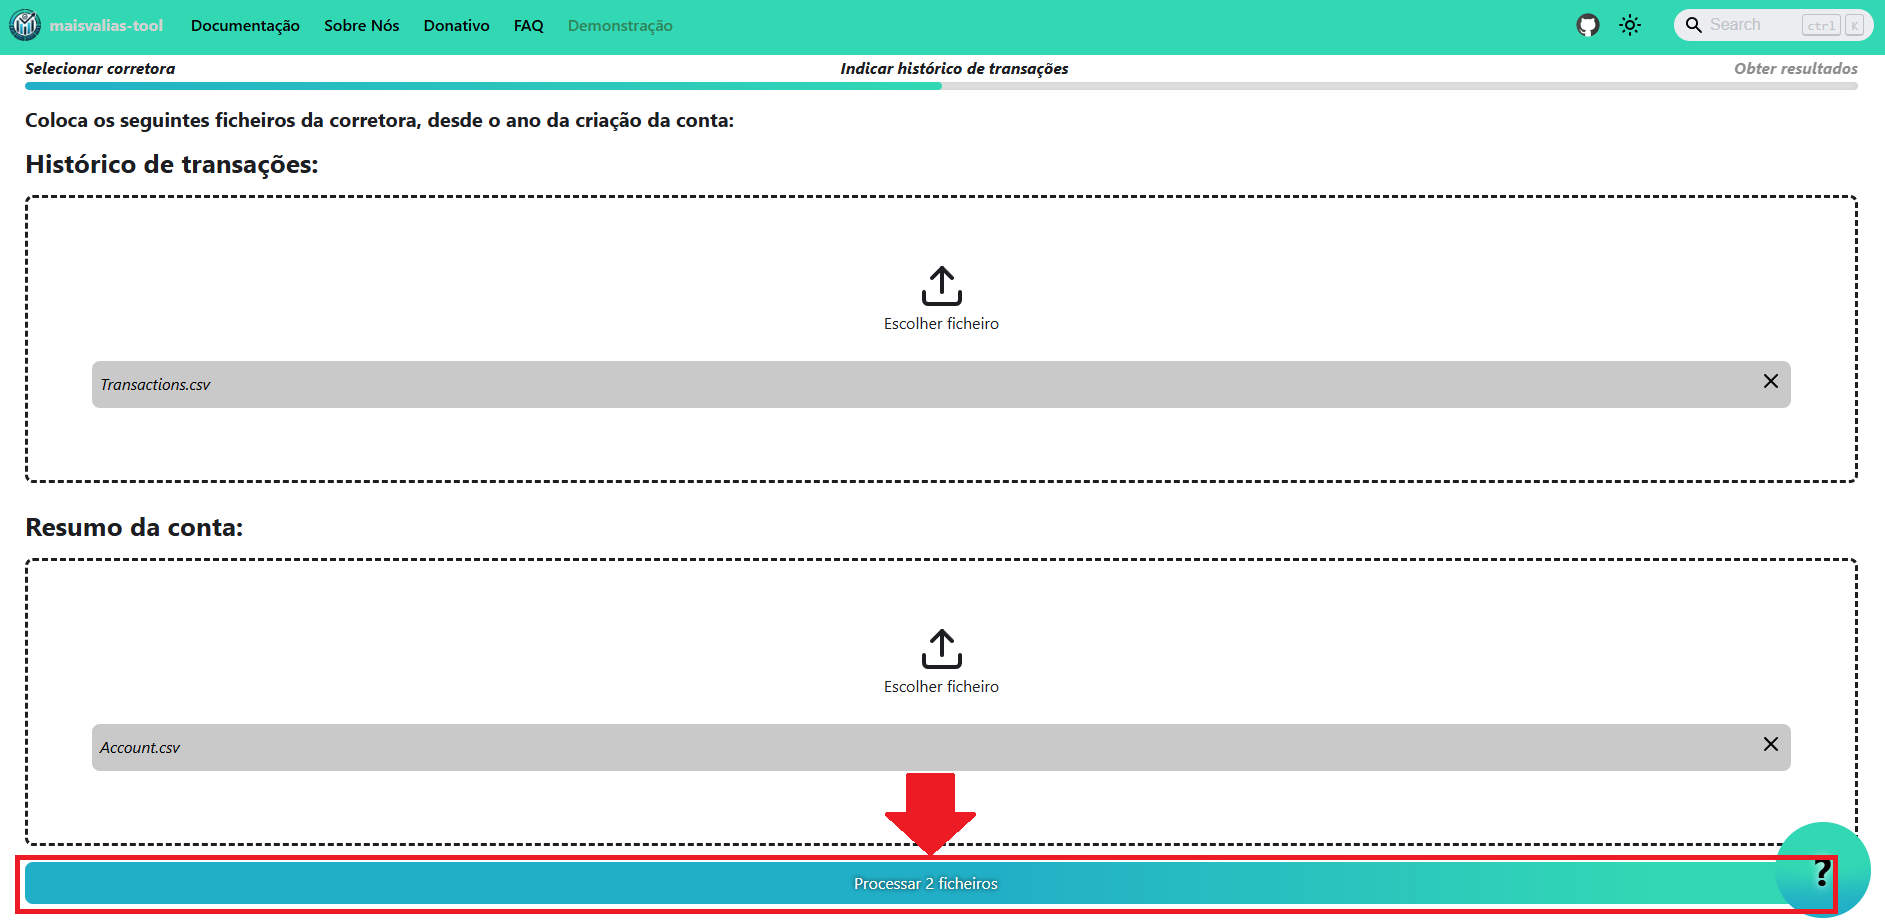 maisvalias-tool
Documentação
Sobre Nós
Donativo
FAQ
Demonstração
Search
ctrl
K
Selecionar corretora
Indicar histórico de transações
Obter resultados
Coloca os seguintes ficheiros da corretora, desde o ano da criação da conta:
Histórico de transações:
Escolher ficheiro
Transactions.csv
Resumo da conta:
Escolher ficheiro
Account.csv
Processar 2 ficheiros
?